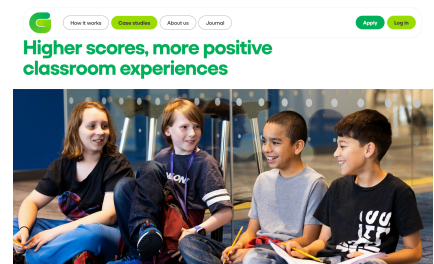 How it works
Case studies
About us
Journal
Apply
Log in
Higher scores, more positive
classroom experiences